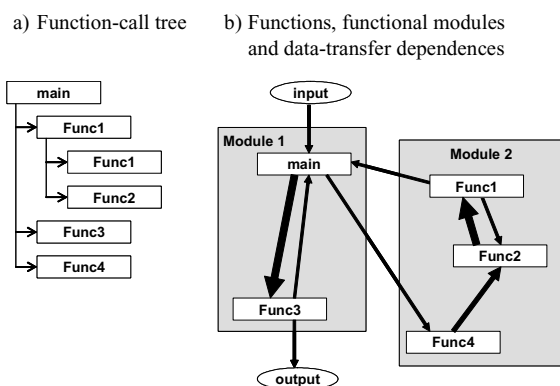 a) Function-call tree
b) Functions, functional modules
and data-transfer dependences
main
Func1
Func1
Func2
Func3
Func4
input
Module 1
main
Func3
output
Module 2
Func1
Func2
Func4